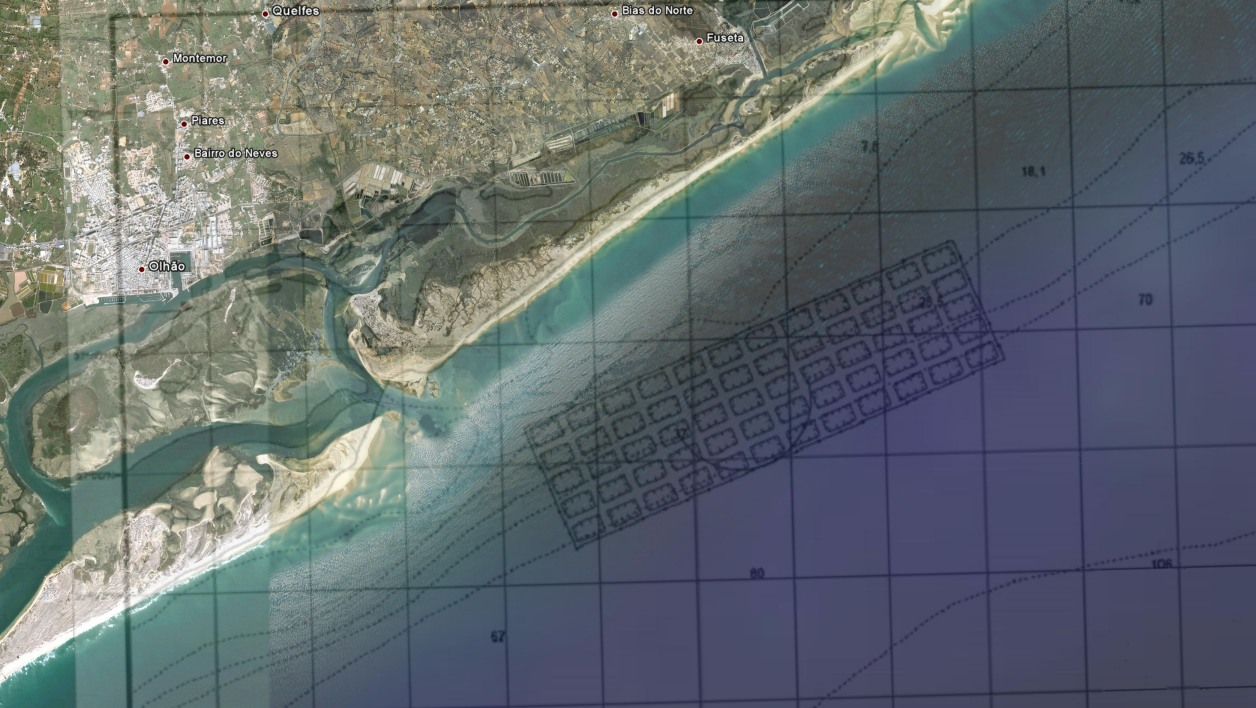 Quelfes
Bias do Norte
Fuseta
Montemor
Piares
Bairro do Neves
7,6
18,1
26,5
Olhão
70
80
106
67